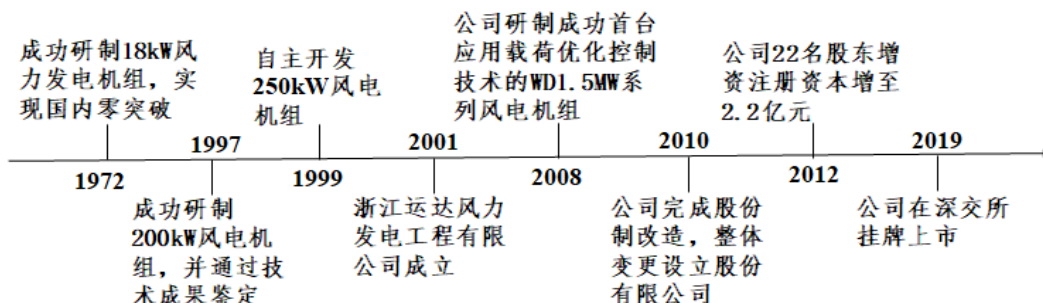 成功研制18kW风
力发电机组，实
现国内零突破
1972
1997
成功研制
200kW风电机
组，并通过技
术成果鉴定
自主开发
250kW风电
机组
1999
2001
浙江运达风力
发电工程有限
公司成立
公司研制成功首台
应用载荷优化控制
技术的WD1.5MW系
列风电机组
2008
2010
公司完成股份
制改造，整体
变更设立股份
有限公司
公司22名股东增
资注册资本增至
2.2亿元
2012
2019
公司在深交所
挂牌上市